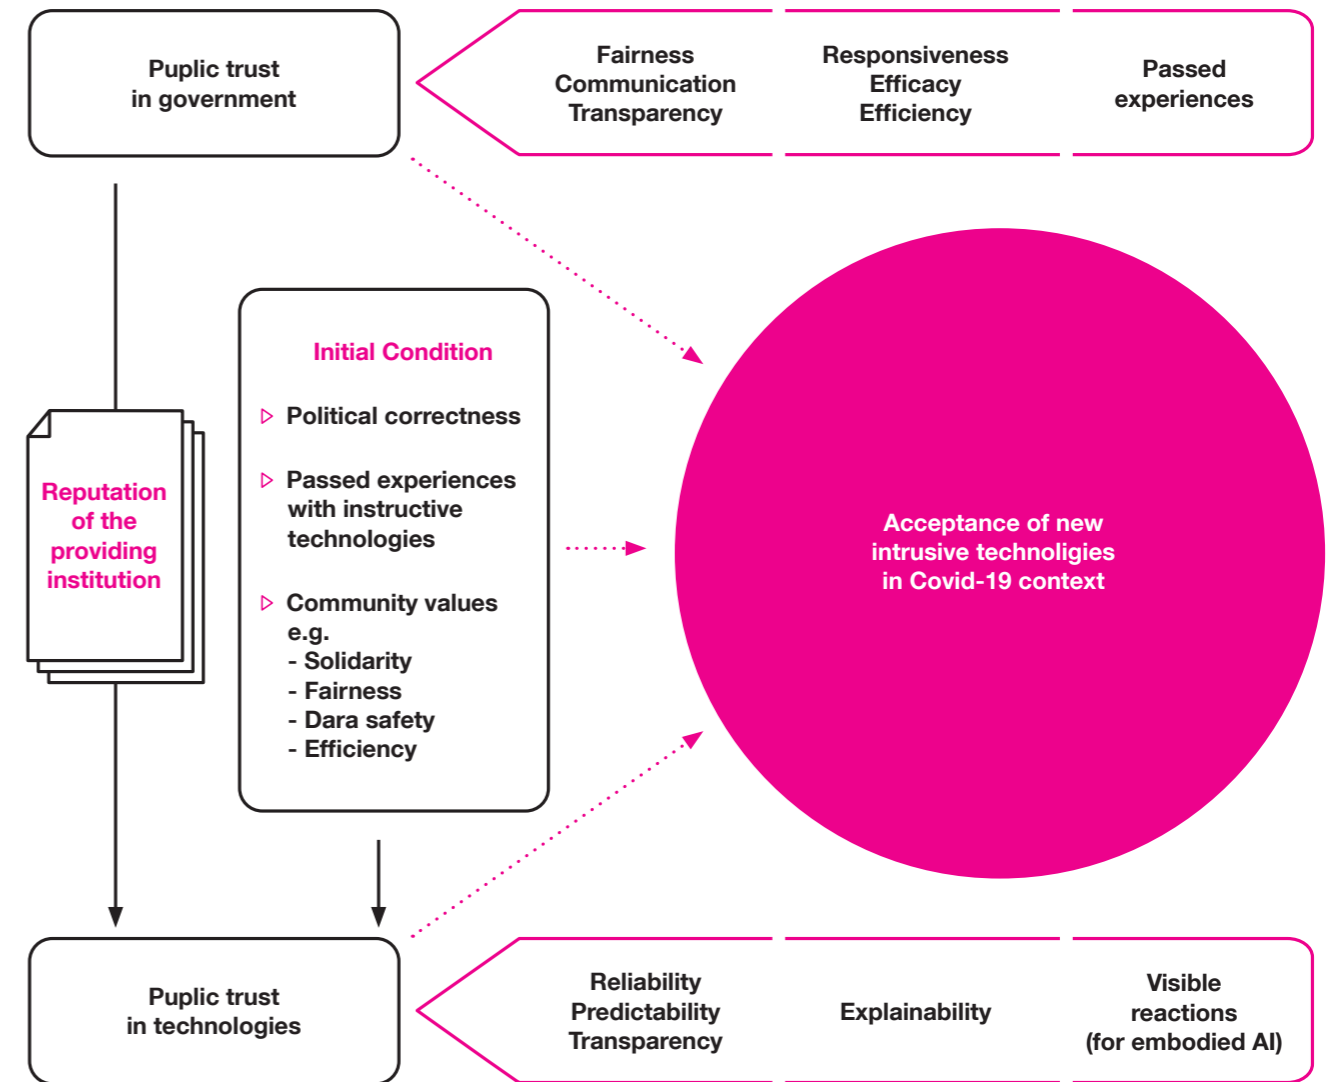 Puplic trust
in government
Fairness
Communication
Transparency
Responsiveness
Efficacy
Efficiency
Passed
experiences
Initial Condition
Political correctness
Passed experiences
with instructive
technologies
Community values
e.g.
- Solidarity
- Fairness
- Dara safety
- Efficiency
Reputation
of the
providing
institution
Acceptance of new
intrusive technoligies
in Covid-19 context
Puplic trust
in technologies
Reliability
Predictability
Transparency
Explainability
Visible
reactions
(for embodied AI)